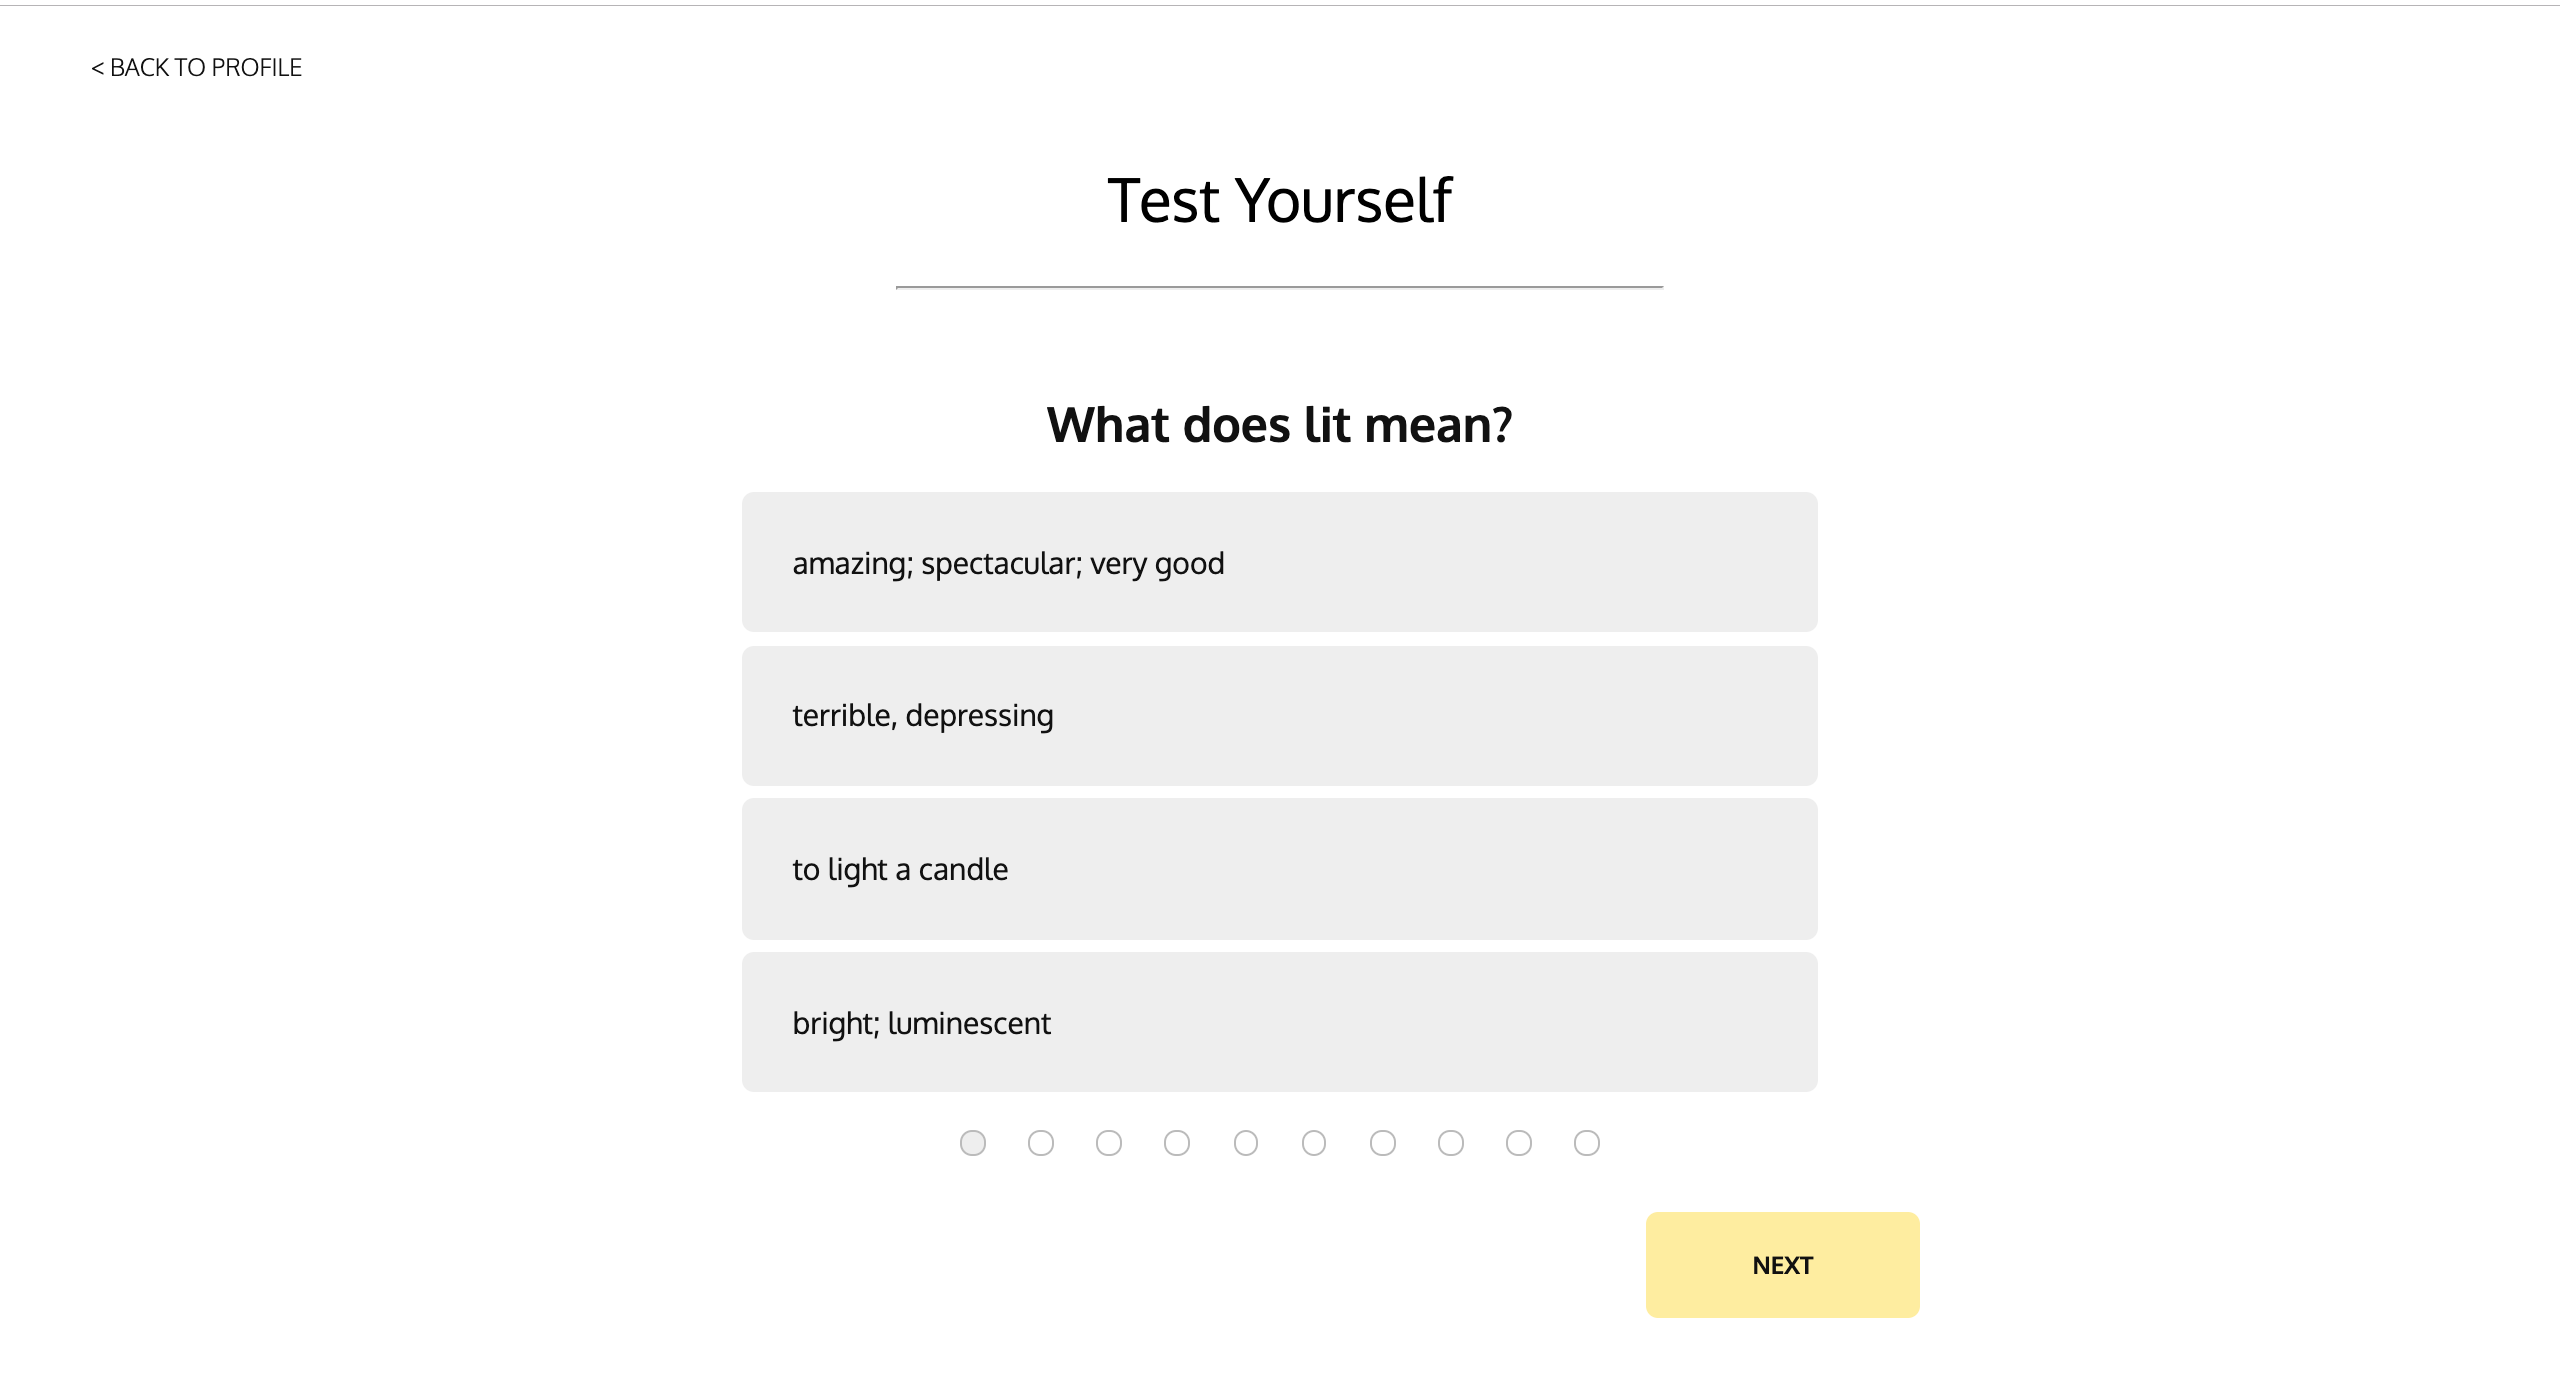 < BACK TO PROFILE
Test Yourself
What does lit mean?
amazing; spectacular; very good
terrible, depressing
to light a candle
bright; luminescent
NEXT